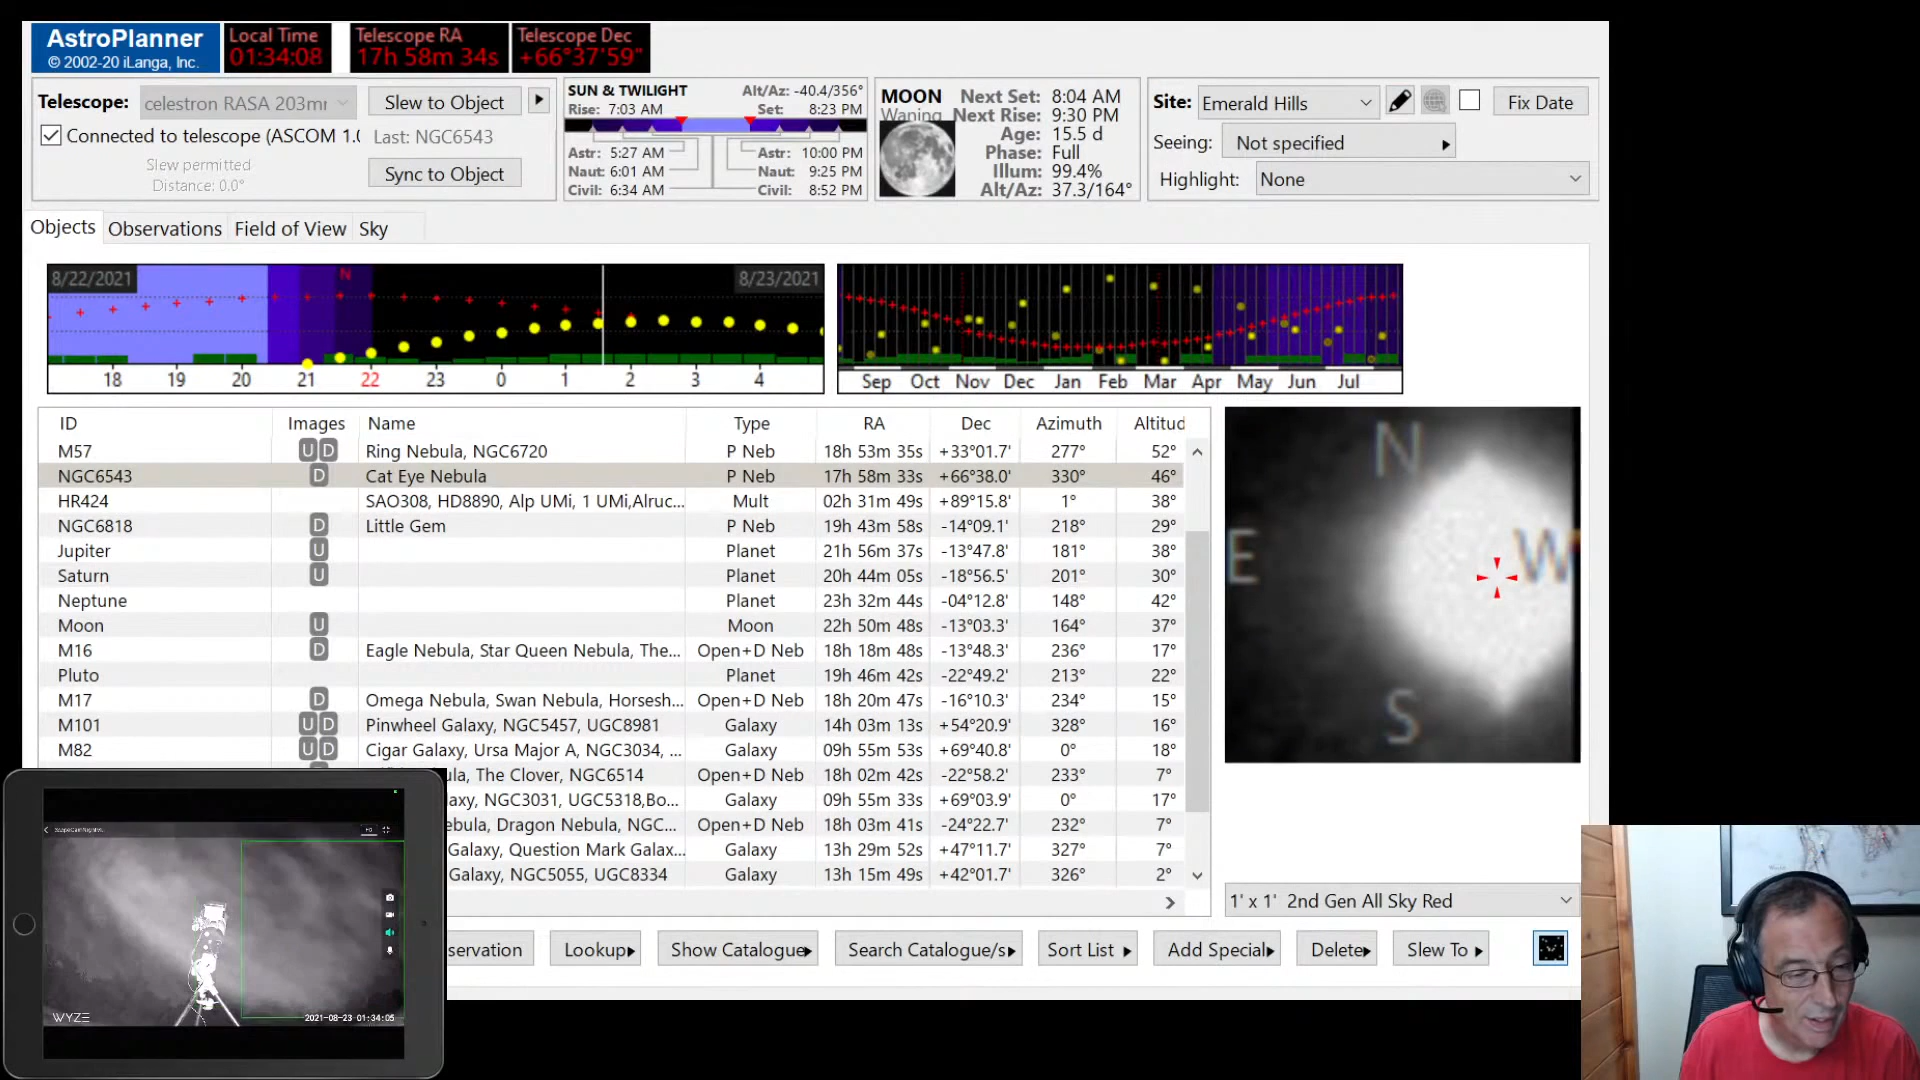 AstroPlanner
© 2002-20 iLanga, Inc.
Local Time
01:34:08
Telescope RA
17h 58m 34s
Telescope Dec
+66°37'59"
Telescope: celestron RASA 203mr
Slew to Object
Connected to telescope (ASCOM 1.(
Last: NGC6543
Slew permitted
Distance: 0.0°
Sync to Object
SUN & TWILIGHT Alt/Az: -40.4/356°
Rise: 7:03 AM Set: 8:23 PM
Astr: 5:27 AM Astr: 10:00 PM
Naut: 6:01 AM Naut: 9:25 PM
Civil: 6:34 AM Civil: 8:52 PM
MOON Next Set: 8:04 AM
Waning Next Rise: 9:30 PM
Age: 15.5 d
Phase: Full
Illum: 99.4%
Alt/Az: 37.3/164°
Site: Emerald Hills
Fix Date
Seeing: Not specified
Highlight: None
Objects Observations Field of View Sky
8/22/2021 N 8/23/2021
18 19 20 21 22 23 0 1 2 3 4
Sep Oct Nov Dec Jan Feb Mar Apr May Jun Jul
ID Images Name Type RA Dec Azimuth Altitud
M57 U D Ring Nebula, NGC6720 P Neb 18h 53m 35s +33°01.7' 277° 52°
NGC6543 D Cat Eye Nebula P Neb 17h 58m 33s +66°38.0' 330° 46°
HR424 SAO308, HD8890, Alp UMi, 1 UMi,Alruc... Mult 02h 31m 49s +89°15.8' 1° 38°
NGC6818 D Little Gem P Neb 19h 43m 58s -14°09.1' 218° 29°
Jupiter U Planet 21h 56m 37s -13°47.8' 181° 38°
Saturn U Planet 20h 44m 05s -18°56.5' 201° 30°
Neptune Planet 23h 32m 44s -04°12.8' 148° 42°
Moon U Moon 22h 50m 48s -13°03.3' 164° 37°
M16 D Eagle Nebula, Star Queen Nebula, The... Open+D Neb 18h 18m 48s -13°48.3' 236° 17°
Pluto Planet 19h 46m 42s -22°49.2' 213° 22°
M17 D Omega Nebula, Swan Nebula, Horsesh... Open+D Neb 18h 20m 47s -16°10.3' 234° 15°
M101 U D Pinwheel Galaxy, NGC5457, UGC8981 Galaxy 14h 03m 13s +54°20.9' 328° 16°
M82 U D Cigar Galaxy, Ursa Major A, NGC3034, ... Galaxy 09h 55m 53s +69°40.8' 0° 18°
ula, The Clover, NGC6514 Open+D Neb 18h 02m 42s -22°58.2' 233° 7°
laxy, NGC3031, UGC5318,Bo... Galaxy 09h 55m 33s +69°03.9' 0° 17°
ebula, Dragon Nebula, NGC... Open+D Neb 18h 03m 41s -24°22.7' 232° 7°
Galaxy, Question Mark Galax... Galaxy 13h 29m 52s +47°11.7' 327° 7°
Galaxy, NGC5055, UGC8334 Galaxy 13h 15m 49s +42°01.7' 326° 2°
N
E
W
S
1' x 1' 2nd Gen All Sky Red
servation Lookup Show Catalogue Search Catalogue/s Sort List Add Special Delete Slew To
WYZE
2021-08-23 01:34:05